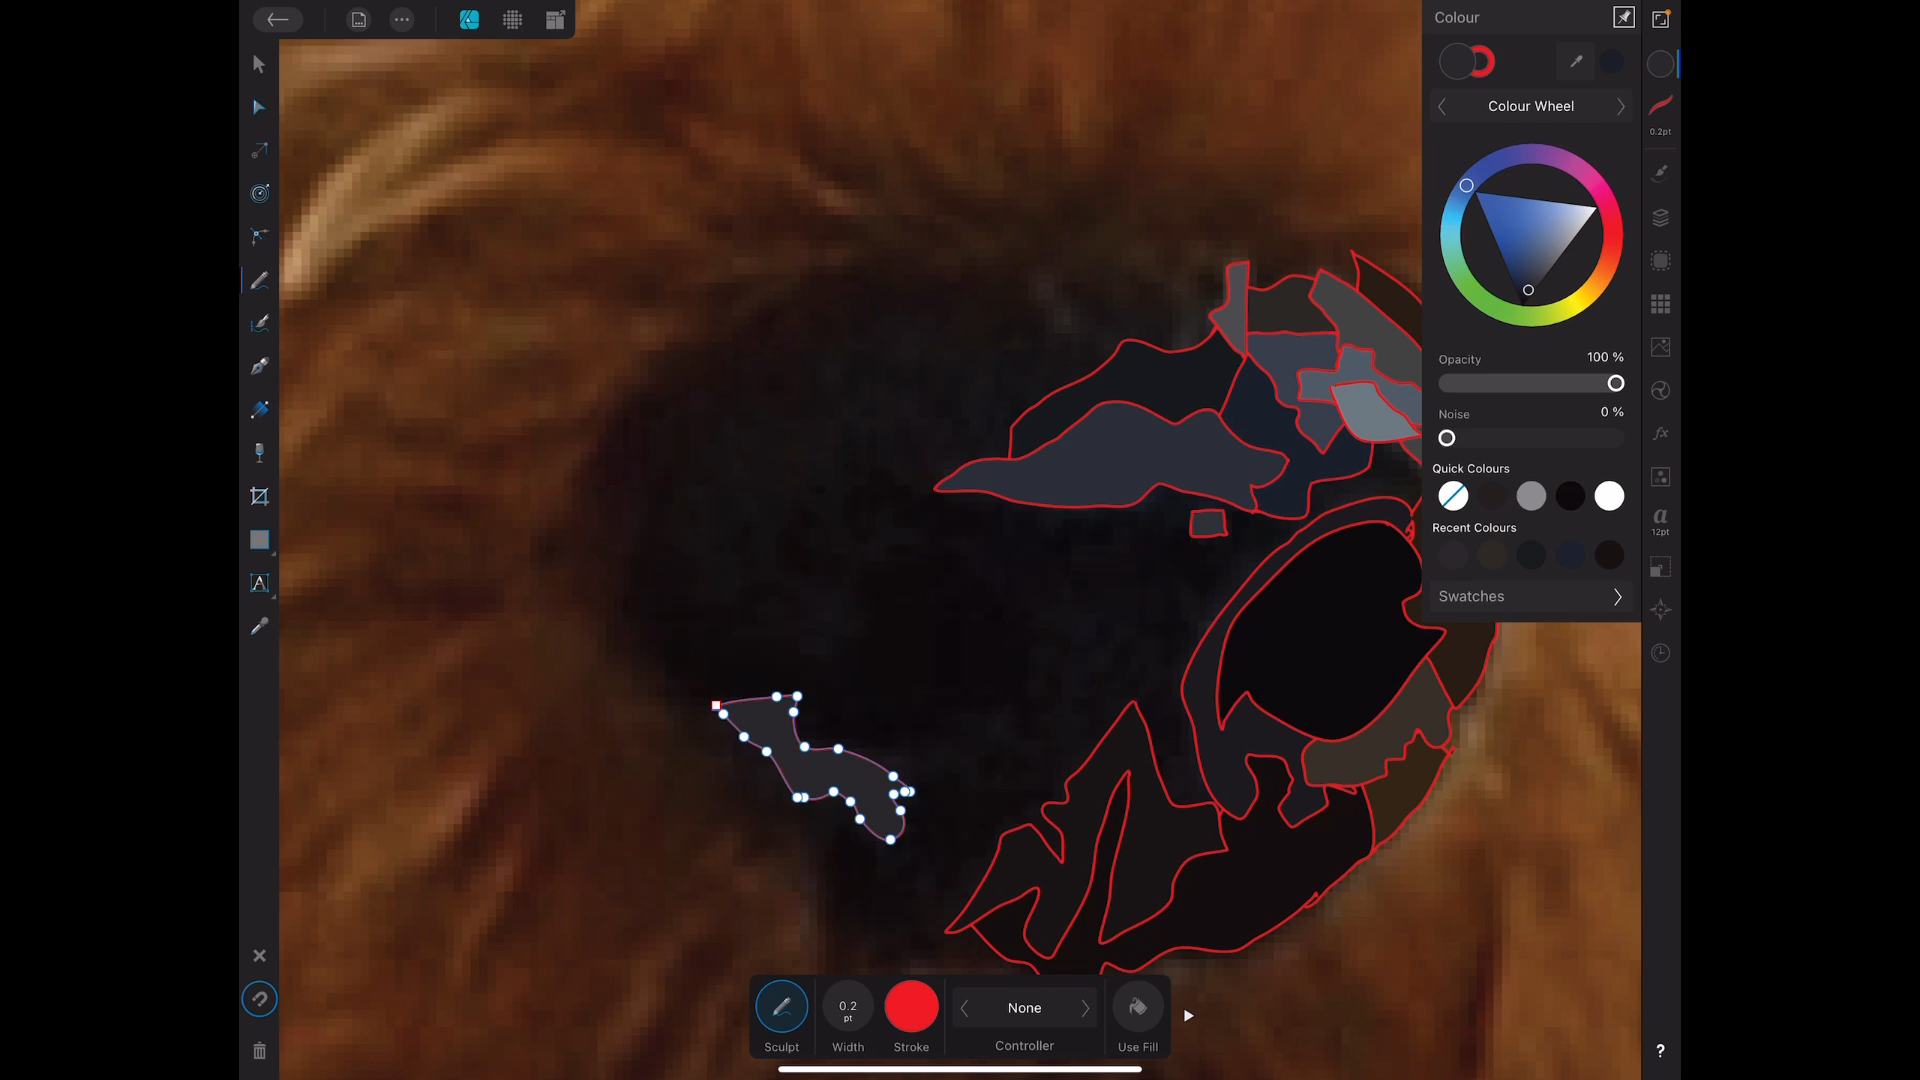 Colour
Colour Wheel
0.2pt
Opacity
100 %
Noise
0 %
Quick Colours
fx
Recent Colours
a
12pt
Swatches
A
0.2
pt
None
Sculpt
Width
Stroke
Controller
Use Fill
?